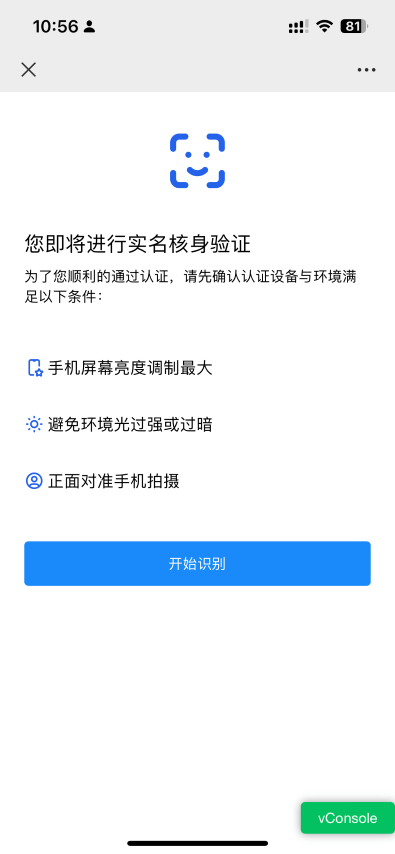 10:56
81
您即将进行实名核身验证
为了您顺利的通过认证，请先确认认证设备与环境满
足以下条件：
手机屏幕亮度调制最大
避免环境光过强或过暗
正面对准手机拍摄
开始识别
vConsole